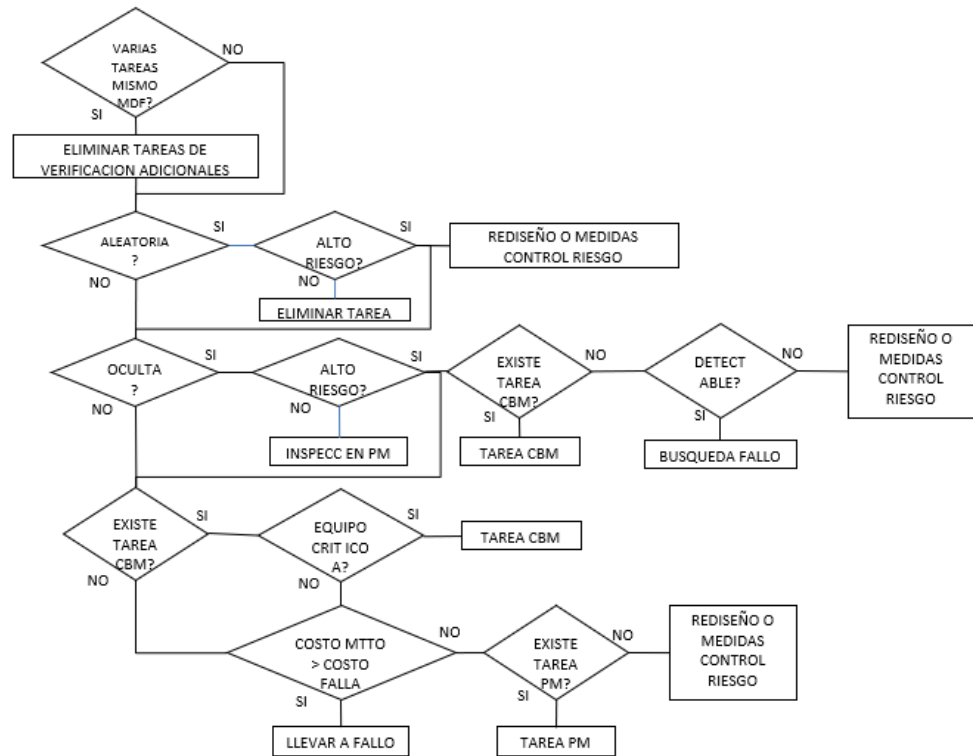 VARIAS
TAREAS
MISMO
MDF?
NO
SI
ELIMINAR TAREAS DE
VERIFICACION ADICIONALES
ALEATORIA
?
SI
NO
ALTO
RIESGO?
SI
NO
REDISEÑO O MEDIDAS
CONTROL RIESGO
ELIMINAR TAREA
OCULTA
?
SI
NO
ALTO
RIESGO?
SI
NO
INSPECC EN PM
EXISTE
TAREA
CBM?
NO
SI
TAREA CBM
DETECT
ABLE?
NO
SI
BUSQUEDA FALLO
REDISEÑO O
MEDIDAS
CONTROL
RIESGO
EXISTE
TAREA
CBM?
SI
NO
EQUIPO
CRIT ICO
A?
SI
NO
TAREA CBM
COSTO MTTO
> COSTO
FALLA
NO
SI
LLEVAR A FALLO
EXISTE
TAREA
PM?
NO
SI
TAREA PM
REDISEÑO O
MEDIDAS
CONTROL
RIESGO